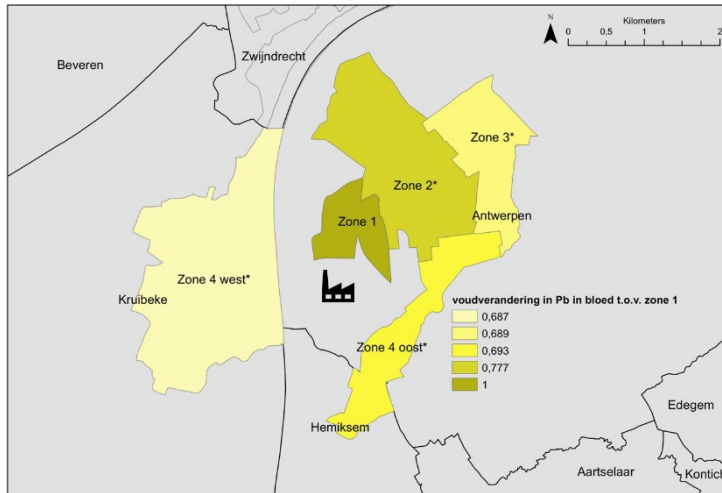 Zwijndrecht
Beveren
N
Kilometers
0 0,5 1 2
Zone 3*
Zone 2*
Antwerpen
Zone 1
Zone 4 west*
Kruibeke
voudverandering in Pb in bloed t.o.v. zone 1
0,687
0,689
0,693
0,777
1
Zone 4 oost*
Hemiksem
Edegem
Aartselaar
Kontich